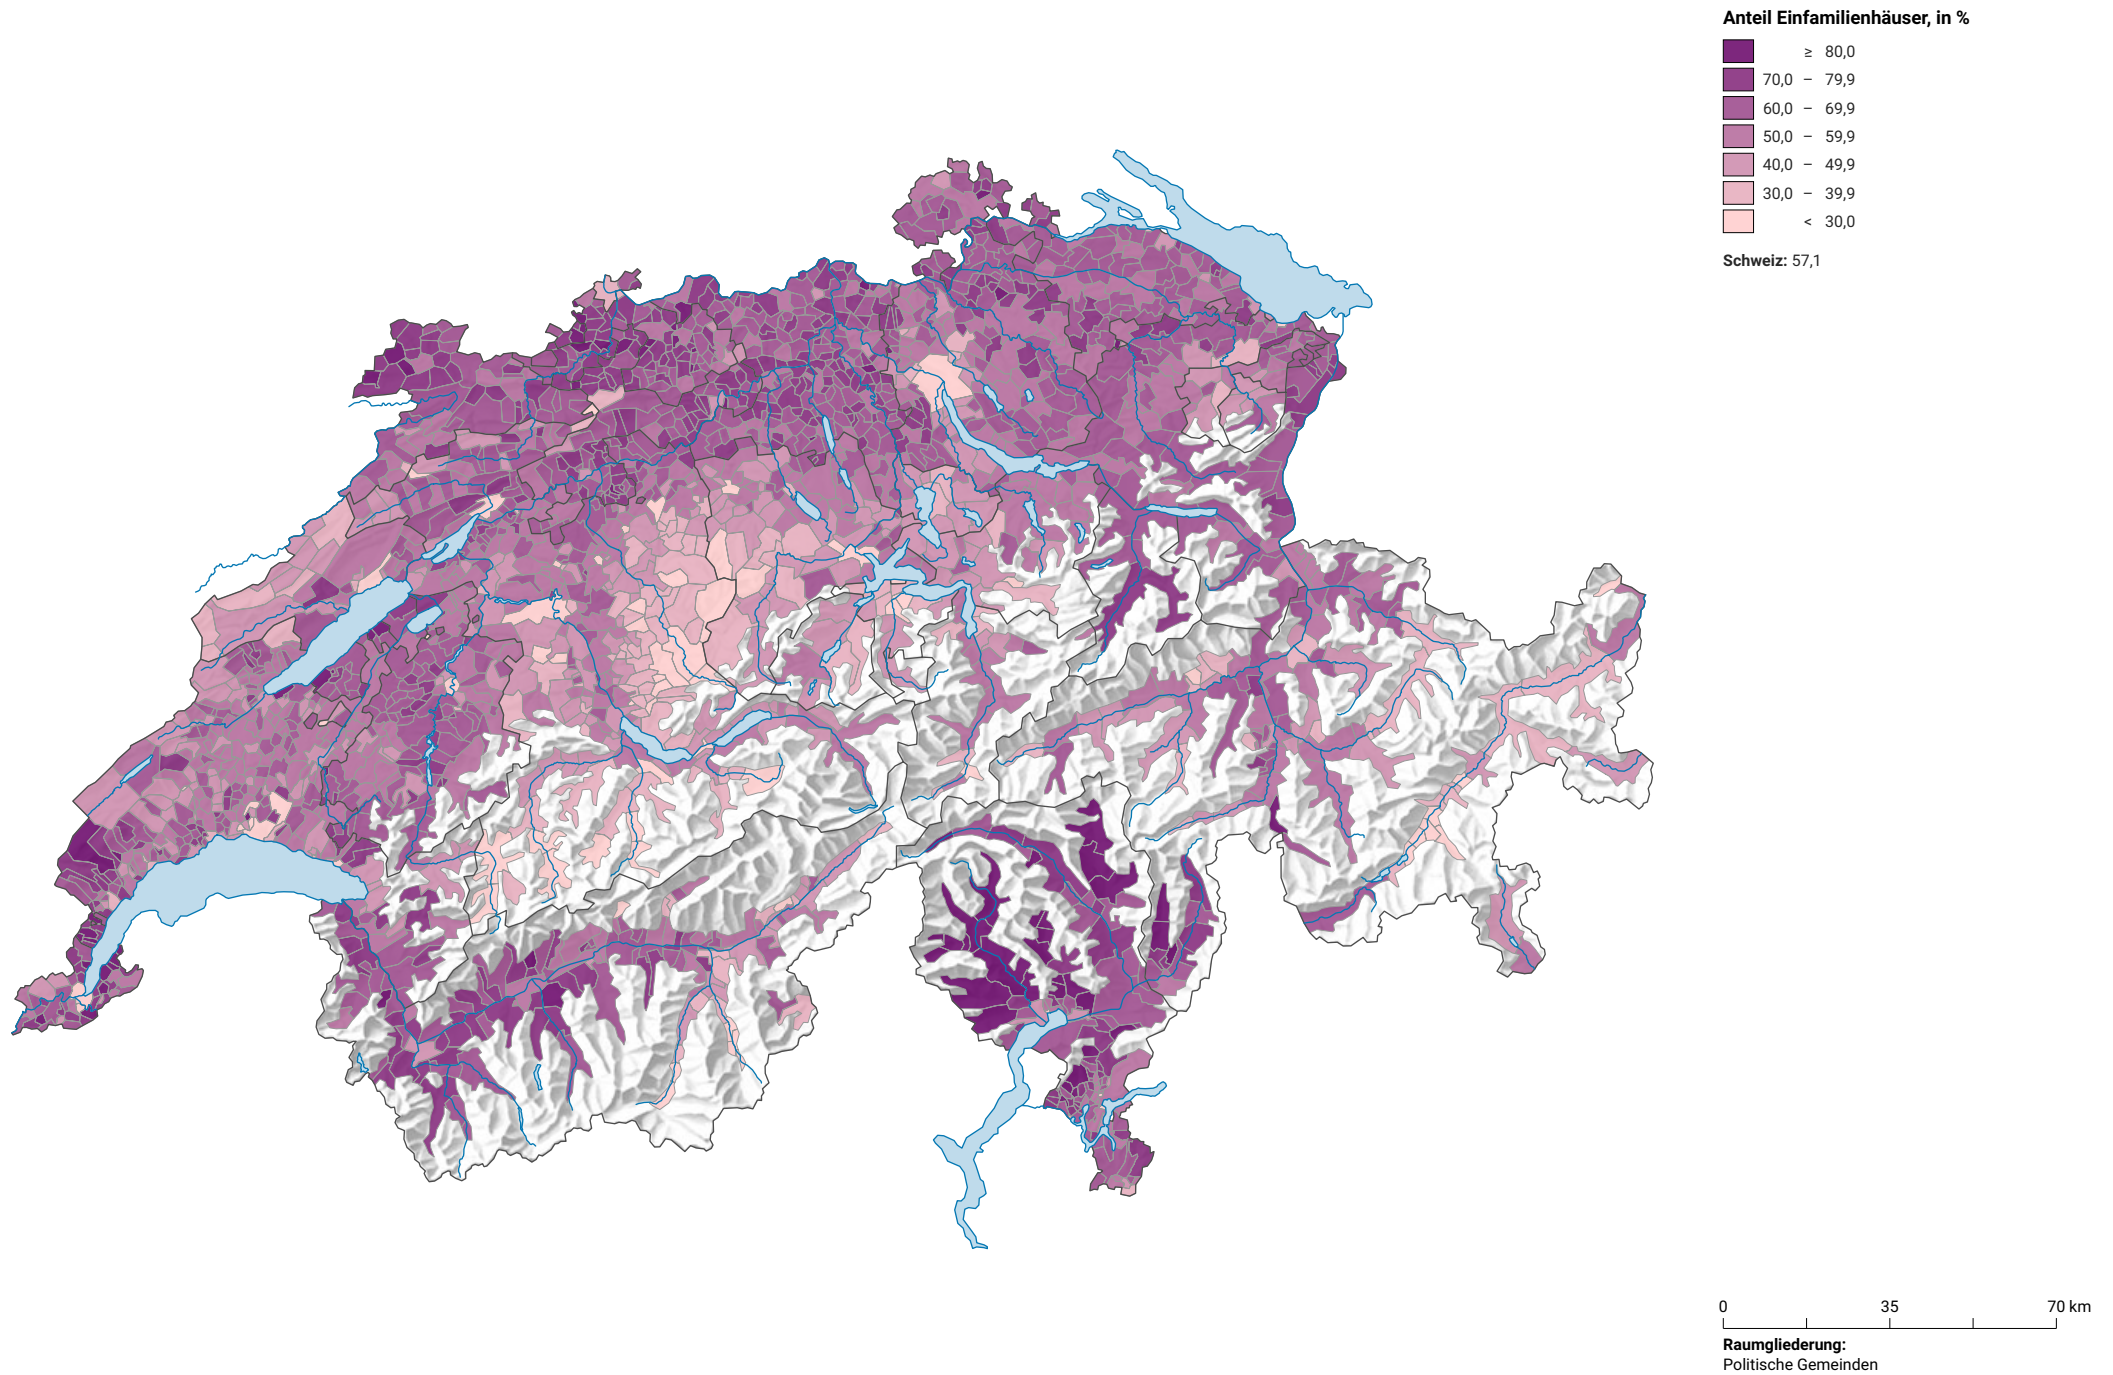 Anteil Einfamilienhäuser, in %
≥ 80,0
70,0 – 79,9
60,0 – 69,9
50,0 – 59,9
40,0 – 49,9
30,0 – 39,9
< 30,0
Schweiz: 57,1
0 35 70 km
Raumgliederung:
Politische Gemeinden